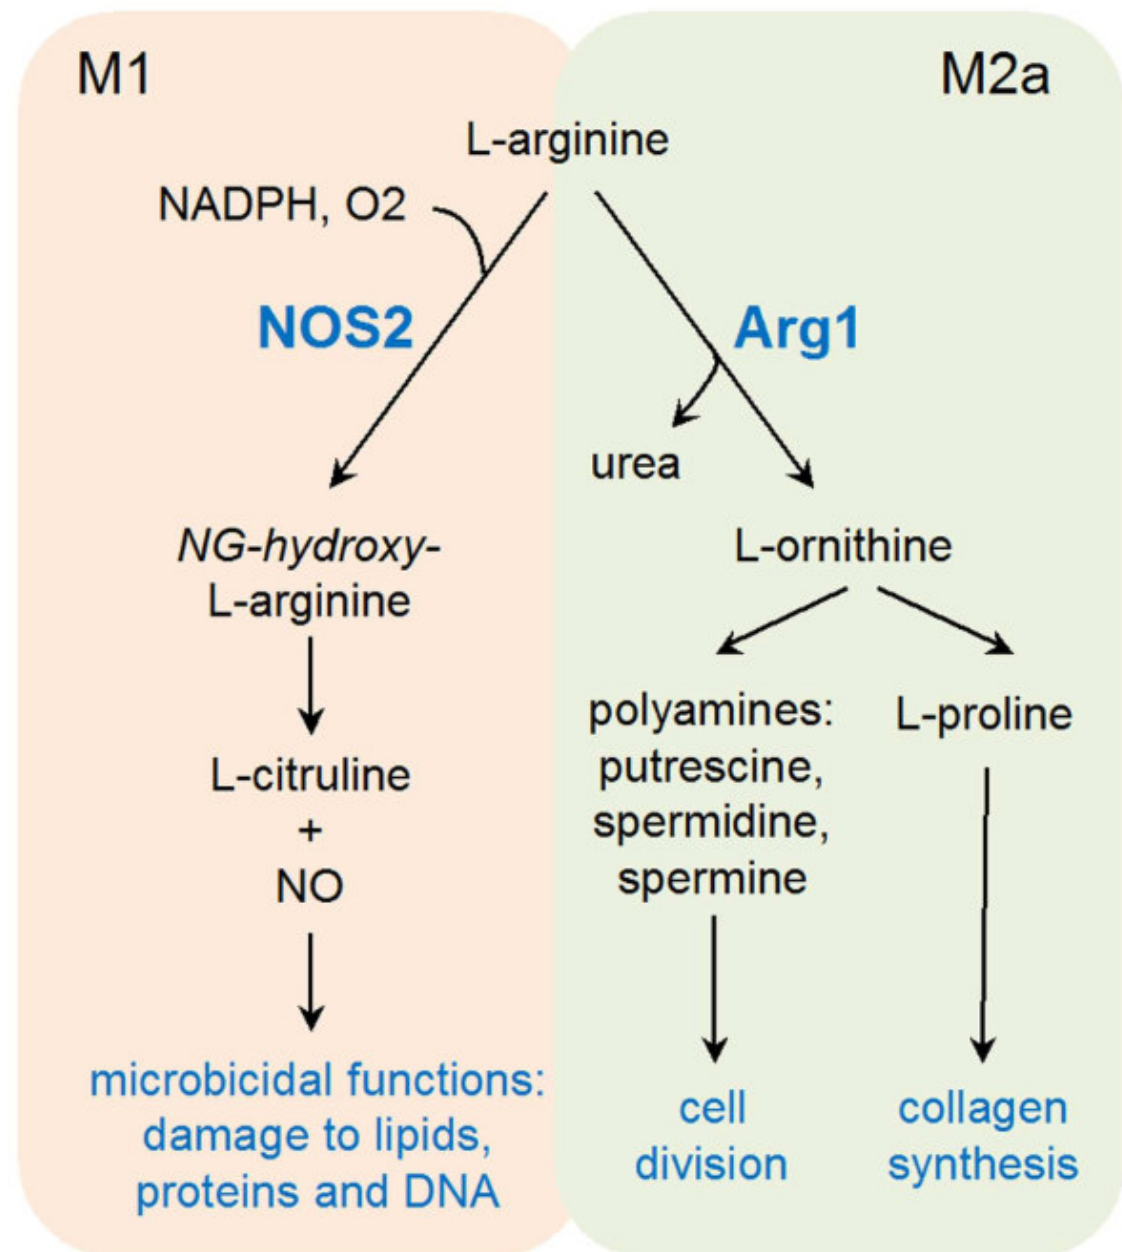 M1
M2a
L-arginine
NADPH, O2
NOS2
Arg1
urea
NG-hydroxy-
L-arginine
L-ornithine
L-citruline
+
NO
polyamines:
putrescine,
spermidine,
spermine
L-proline
microbicidal functions:
damage to lipids,
proteins and DNA
cell
division
collagen
synthesis